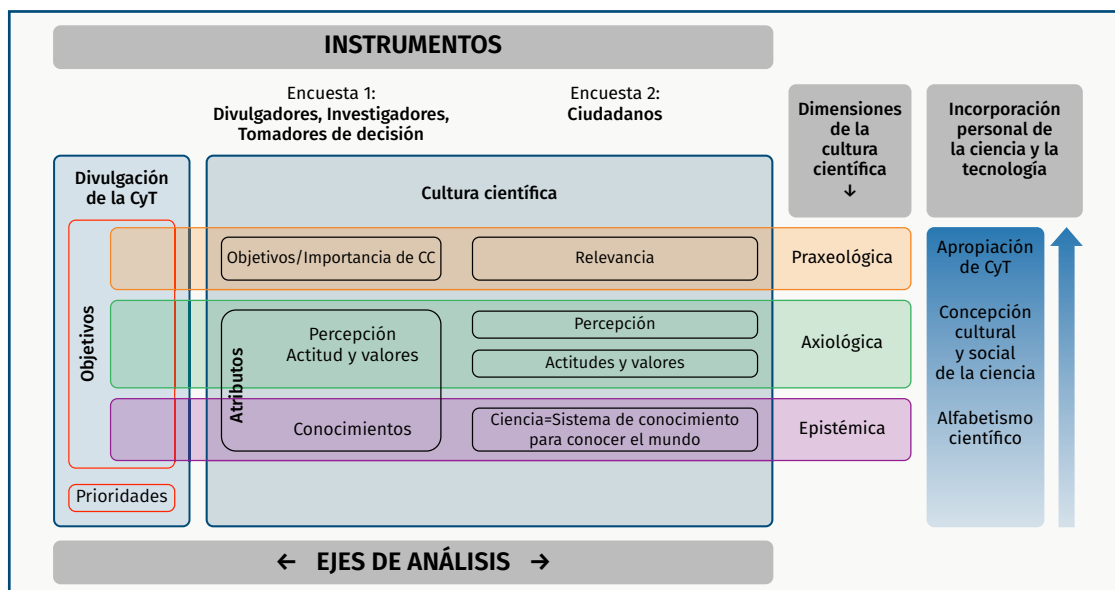 INSTRUMENTOS
Encuesta 1:
Divulgadores, Investigadores,
Tomadores de decisión
Encuesta 2:
Ciudadanos
Dimensiones
de la
cultura
científica
↓
Incorporación
personal de
la ciencia y la
tecnología
Divulgación
de la CyT
Cultura científica
Objetivos
Objetivos/Importancia de CC
Relevancia
Praxeológica
Apropiación
de CyT
Atributos
Percepción
Actitud y valores
Percepción
Actitudes y valores
Axiológica
Concepción
cultural
y social
de la ciencia
Conocimientos
Ciencia=Sistema de conocimiento
para conocer el mundo
Epistémica
Alfabetismo
científico
Prioridades
← EJES DE ANÁLISIS →